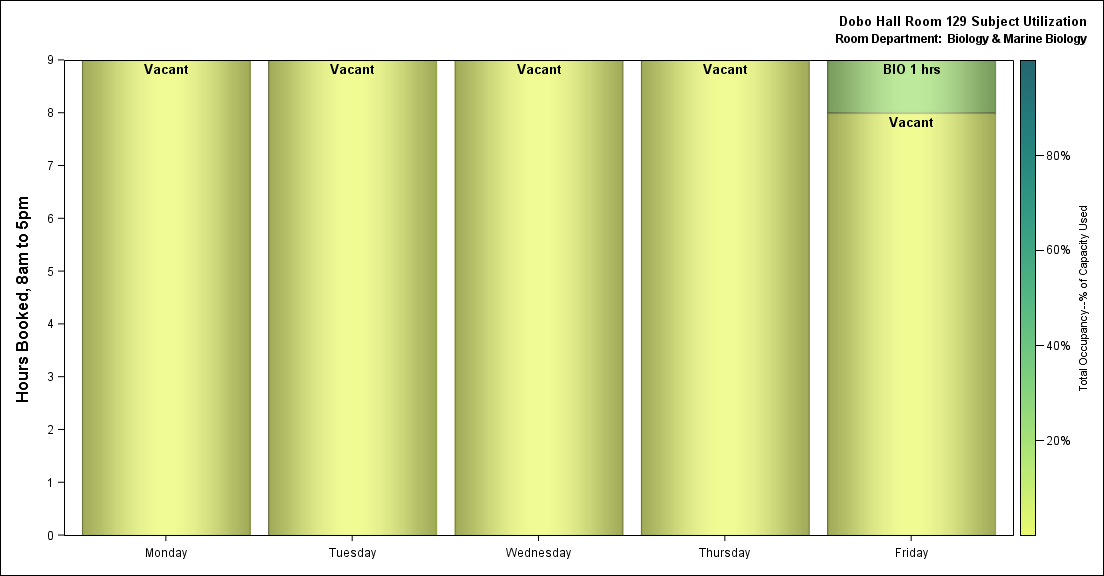 Dobo Hall Room 129 Subject Utilization
Room Department: Biology & Marine Biology
Hours Booked, 8am to 5pm
9
8
7
6
5
4
3
2
1
0
Vacant
Vacant
Vacant
Vacant
BIO 1 hrs
Vacant
Monday
Tuesday
Wednesday
Thursday
Friday
80%
60%
40%
20%
Total Occupancy--% of Capacity Used